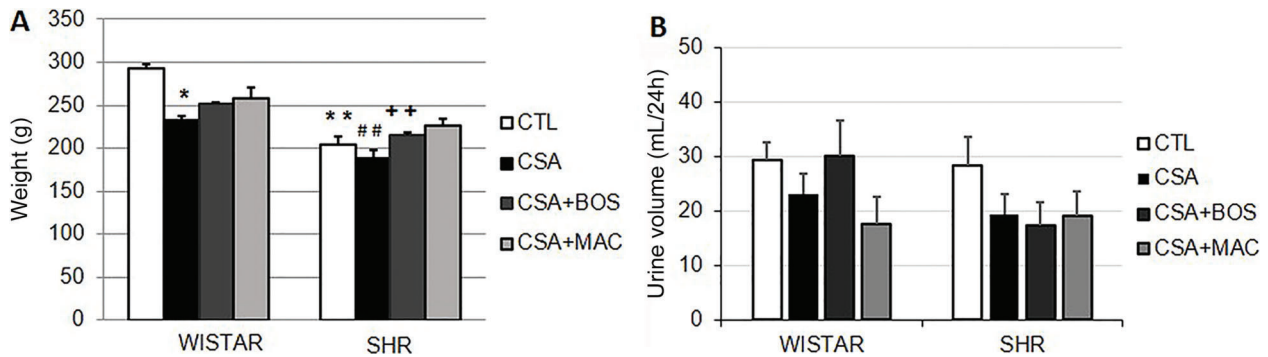 A
Weight (g)
350
300
250
200
150
100
50
0
*
* *
##
++
WISTAR
SHR
CTL
CSA
CSA+BOS
CSA+MAC
B
Urine volume (mL/24h)
50
40
30
20
10
0
WISTAR
SHR
CTL
CSA
CSA+BOS
CSA+MAC